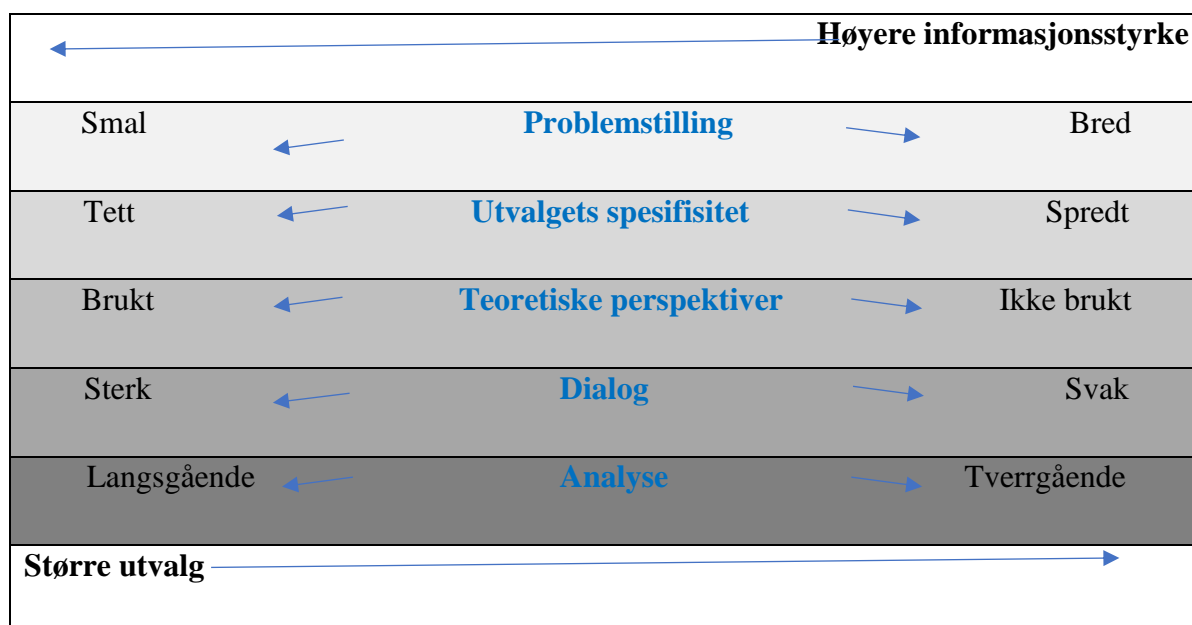 Høyere informasjonsstyrke
Smal Problemstilling Bred
Tett Utvalgets spesifisitet Spredt
Brukt Teoretiske perspektiver Ikke brukt
Sterk Dialog Svak
Langsgående Analyse Tverrgående
Større utvalg